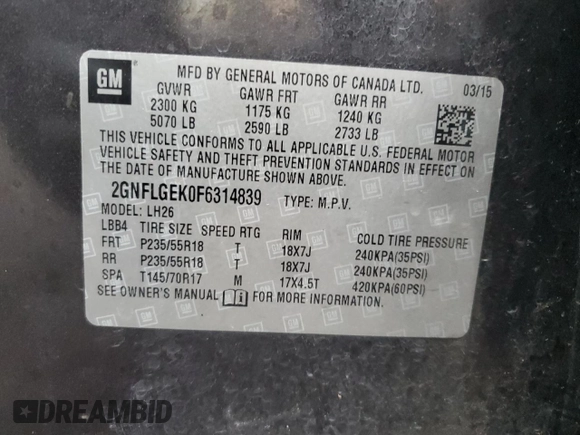 GM
MFD BY GENERAL MOTORS OF CANADA LTD. 03/15
GVWR GAWR FRT GAWR RR
2300 KG 1175 KG 1240 KG
5070 LB 2590 LB 2733 LB
THIS VEHICLE CONFORMS TO ALL APPLICABLE U.S. FEDERAL MOTOR
VEHICLE SAFETY AND THEFT PREVENTION STANDARDS IN EFFECT ON
THE DATE OF MANUFACTURE SHOWN ABOVE.
2GNFLGEK0F6314839 TYPE: M.P.V.
MODEL: LH26
LBB4 TIRE SIZE SPEED RTG RIM COLD TIRE PRESSURE
FRT P235/55R18 T 18X7J 240KPA(35PSI)
RR P235/55R18 T 18X7J 240KPA(35PSI)
SPA T145/70R17 M 17X4.5T 420KPA(60PSI)
SEE OWNER'S MANUAL FOR MORE INFORMATION.
DREAMBID